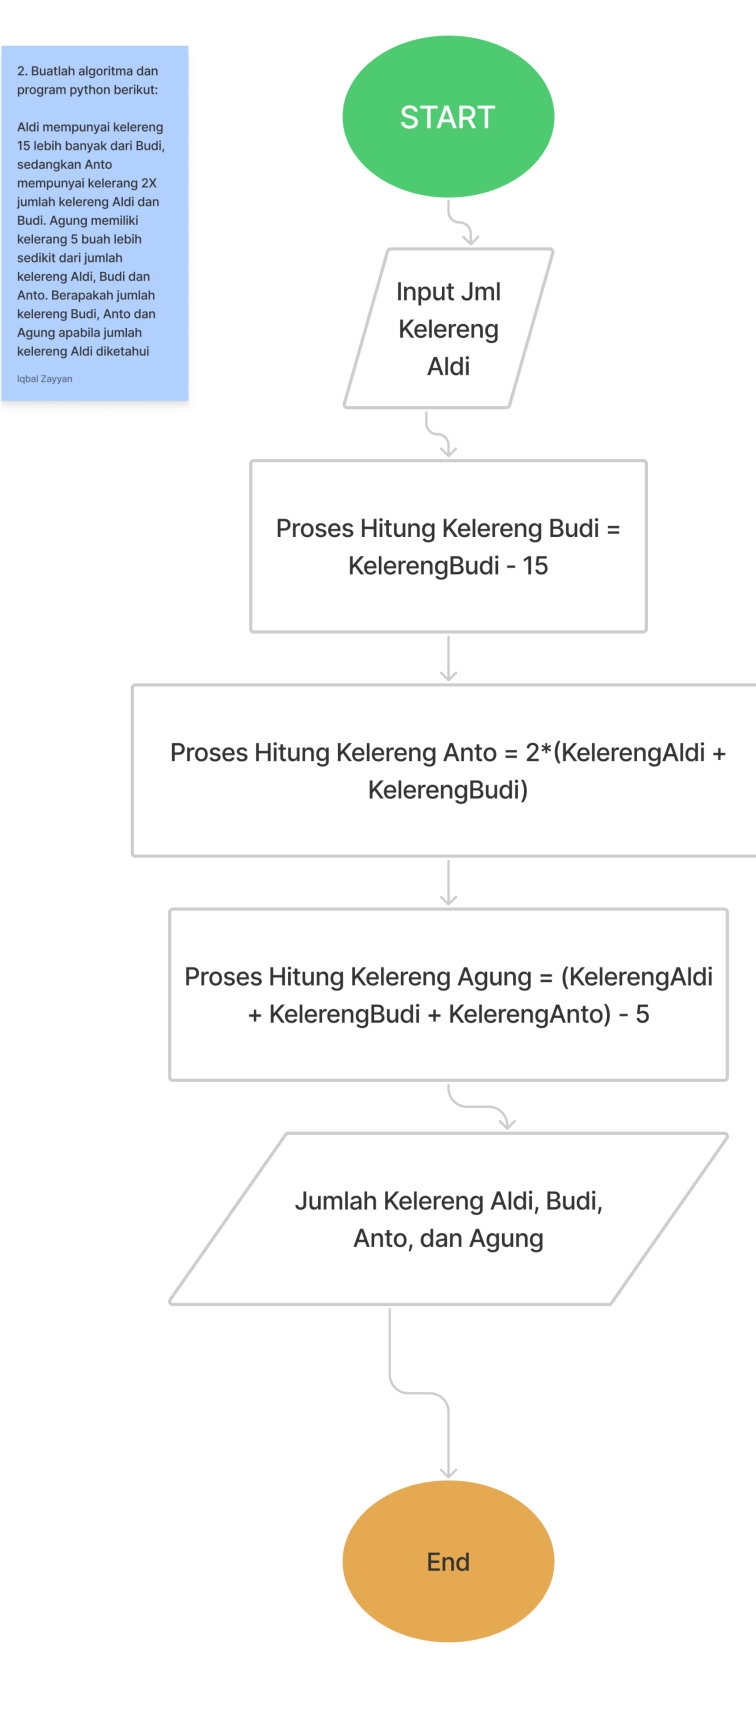 2. Buatlah algoritma dan
program python berikut:
Aldi mempunyai kelereng
15 lebih banyak dari Budi,
sedangkan Anto
mempunyai kelerang 2X
jumlah kelereng Aldi dan
Budi. Agung memiliki
kelerang 5 buah lebih
sedikit dari jumlah
kelereng Aldi, Budi dan
Anto. Berapakah jumlah
kelereng Budi, Anto dan
Agung apabila jumlah
kelereng Aldi diketahui
Iqbal Zayyan
START
Input Jml
Kelereng
Aldi
Proses Hitung Kelereng Budi =
KelerengBudi - 15
Proses Hitung Kelereng Anto = 2*(KelerengAldi +
KelerengBudi)
Proses Hitung Kelereng Agung = (KelerengAldi
+ KelerengBudi + KelerengAnto) - 5
Jumlah Kelereng Aldi, Budi,
Anto, dan Agung
End